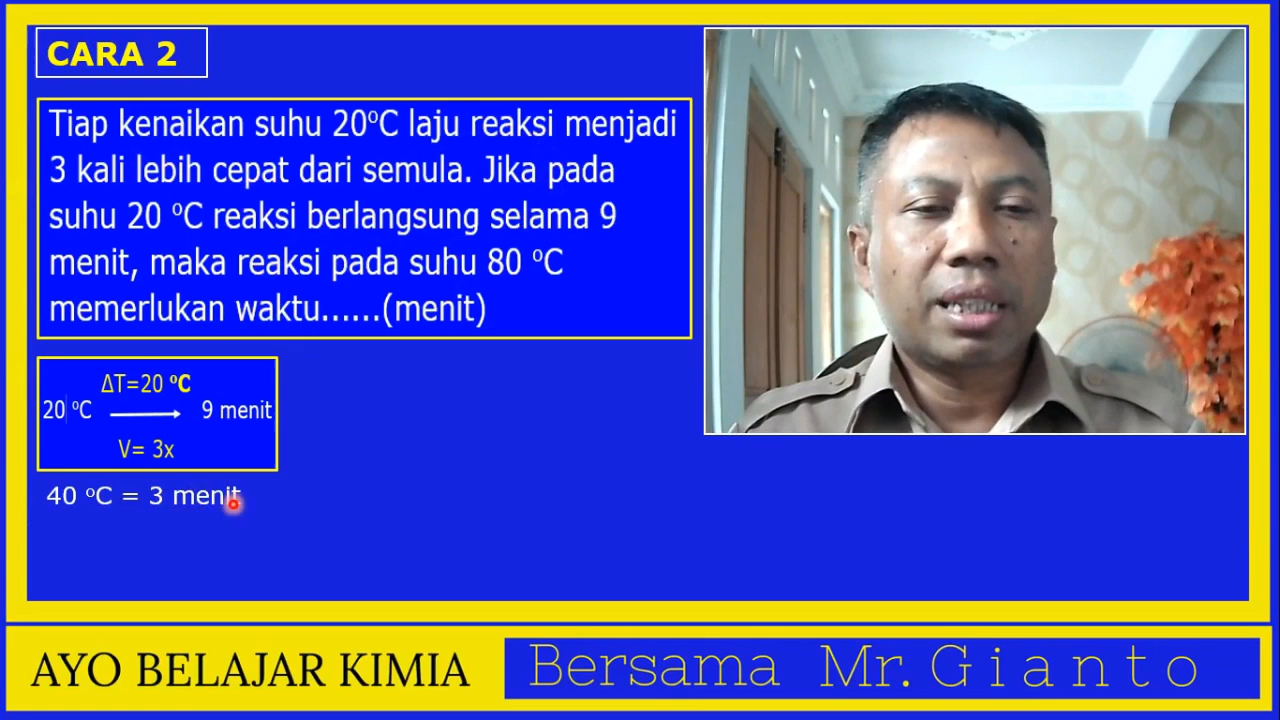 CARA 2
Tiap kenaikan suhu 20ºC laju reaksi menjadi
3 kali lebih cepat dari semula. Jika pada
suhu 20 ºC reaksi berlangsung selama 9
menit, maka reaksi pada suhu 80 ºC
memerlukan waktu......(menit)
ΔT=20 ºC
20 ºC 9 menit
V= 3x
40 ºC = 3 menit
AYO BELAJAR KIMIA
Bersama Mr. Gianto